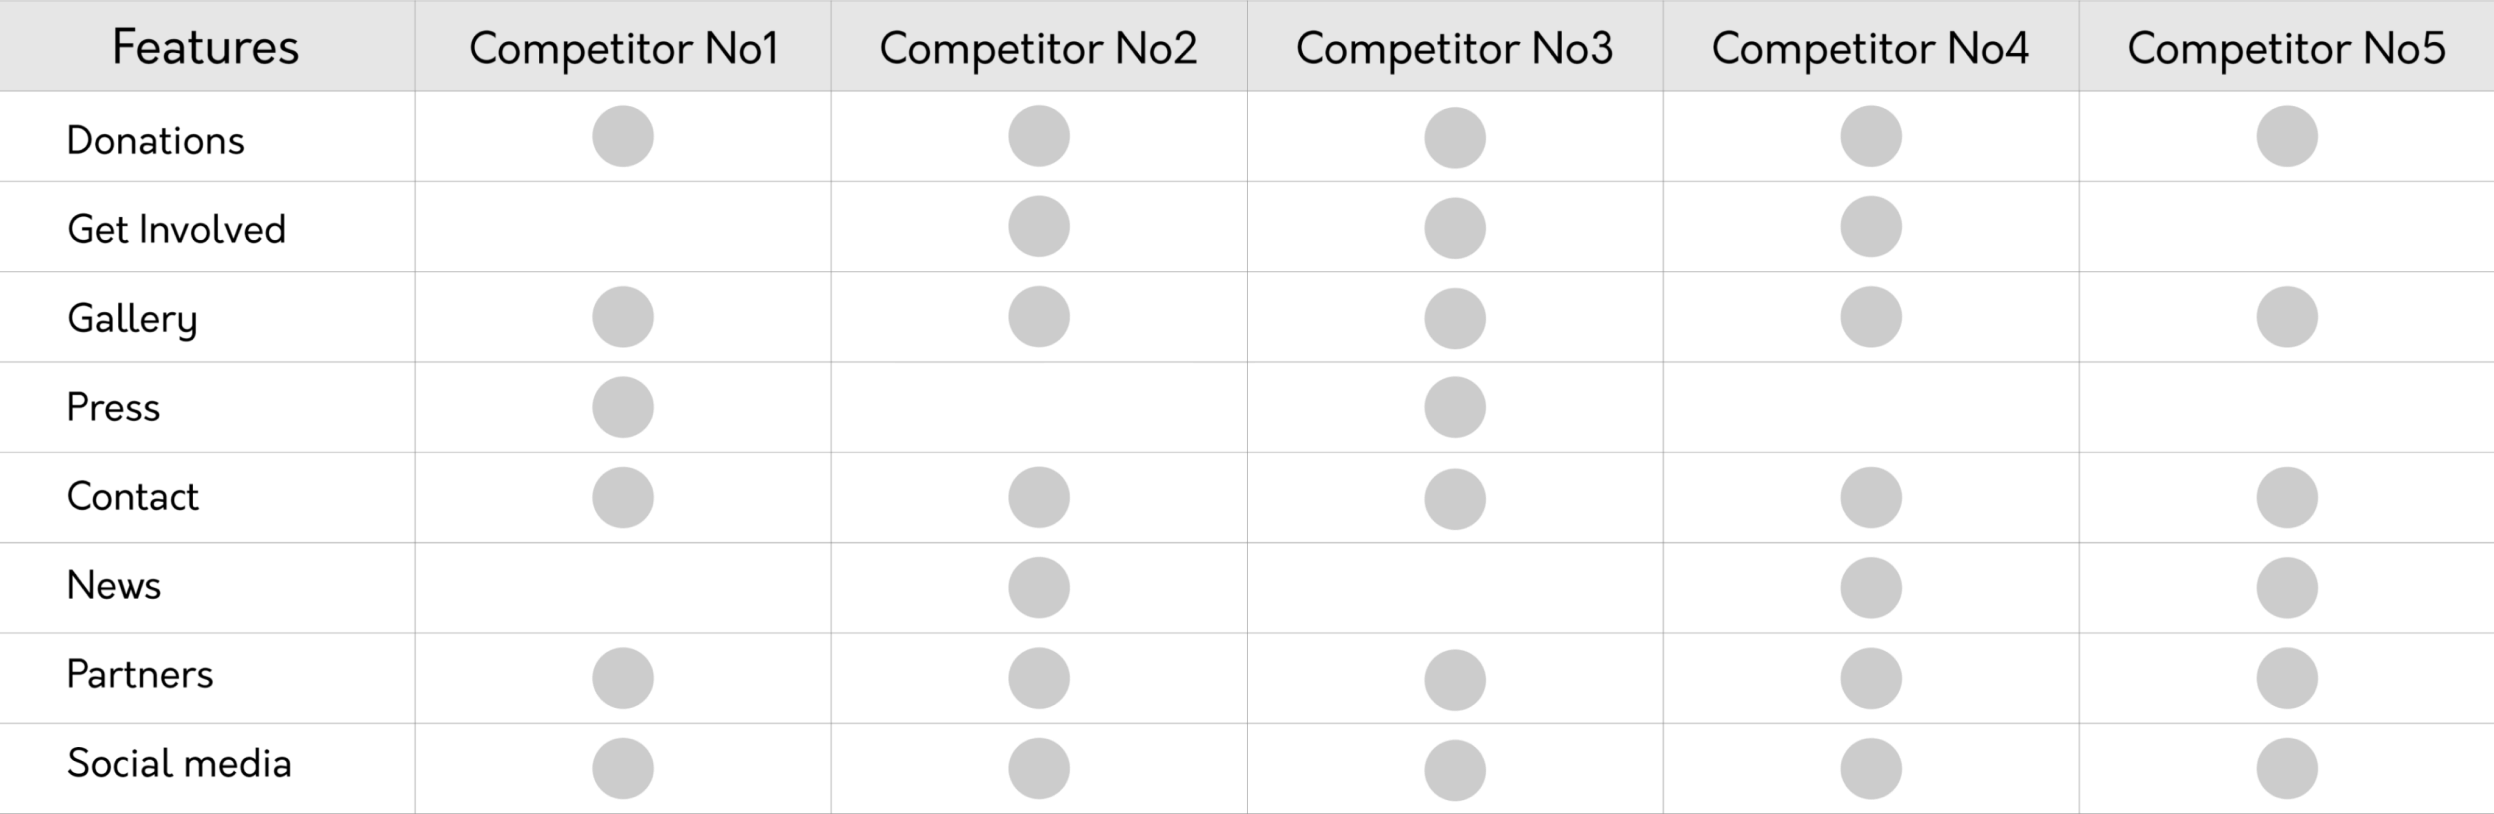 Features Competitor No1 Competitor No2 Competitor No3 Competitor No4 Competitor No5
Donations
Get Involved
Gallery
Press
Contact
News
Partners
Social media